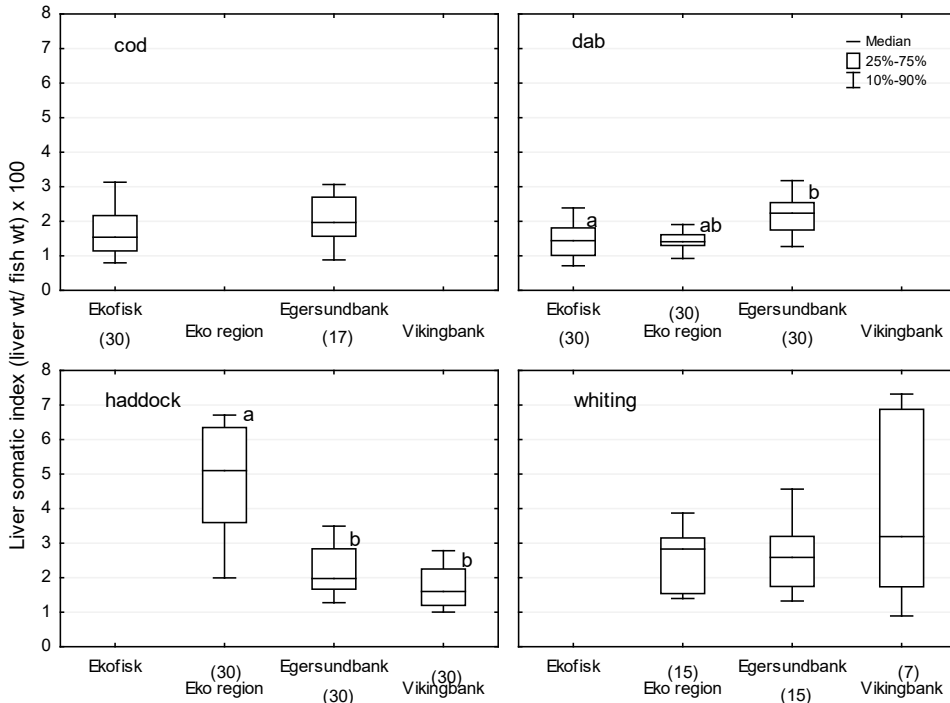 Liver somatic index (liver wt/ fish wt) x 100
8
7
6
5
4
3
2
1
0
cod
Ekofisk
(30)
Eko region
Egersundbank
(17)
Vikingbank
dab
Median
25%-75%
10%-90%
a
ab
b
Ekofisk
(30)
(30)
Eko region
Egersundbank
(30)
Vikingbank
8
7
6
5
4
3
2
1
0
haddock
a
b
b
Ekofisk
(30)
Eko region
Egersundbank
(30)
(30)
Vikingbank
whiting
Ekofisk
(15)
Eko region
Egersundbank
(15)
(7)
Vikingbank